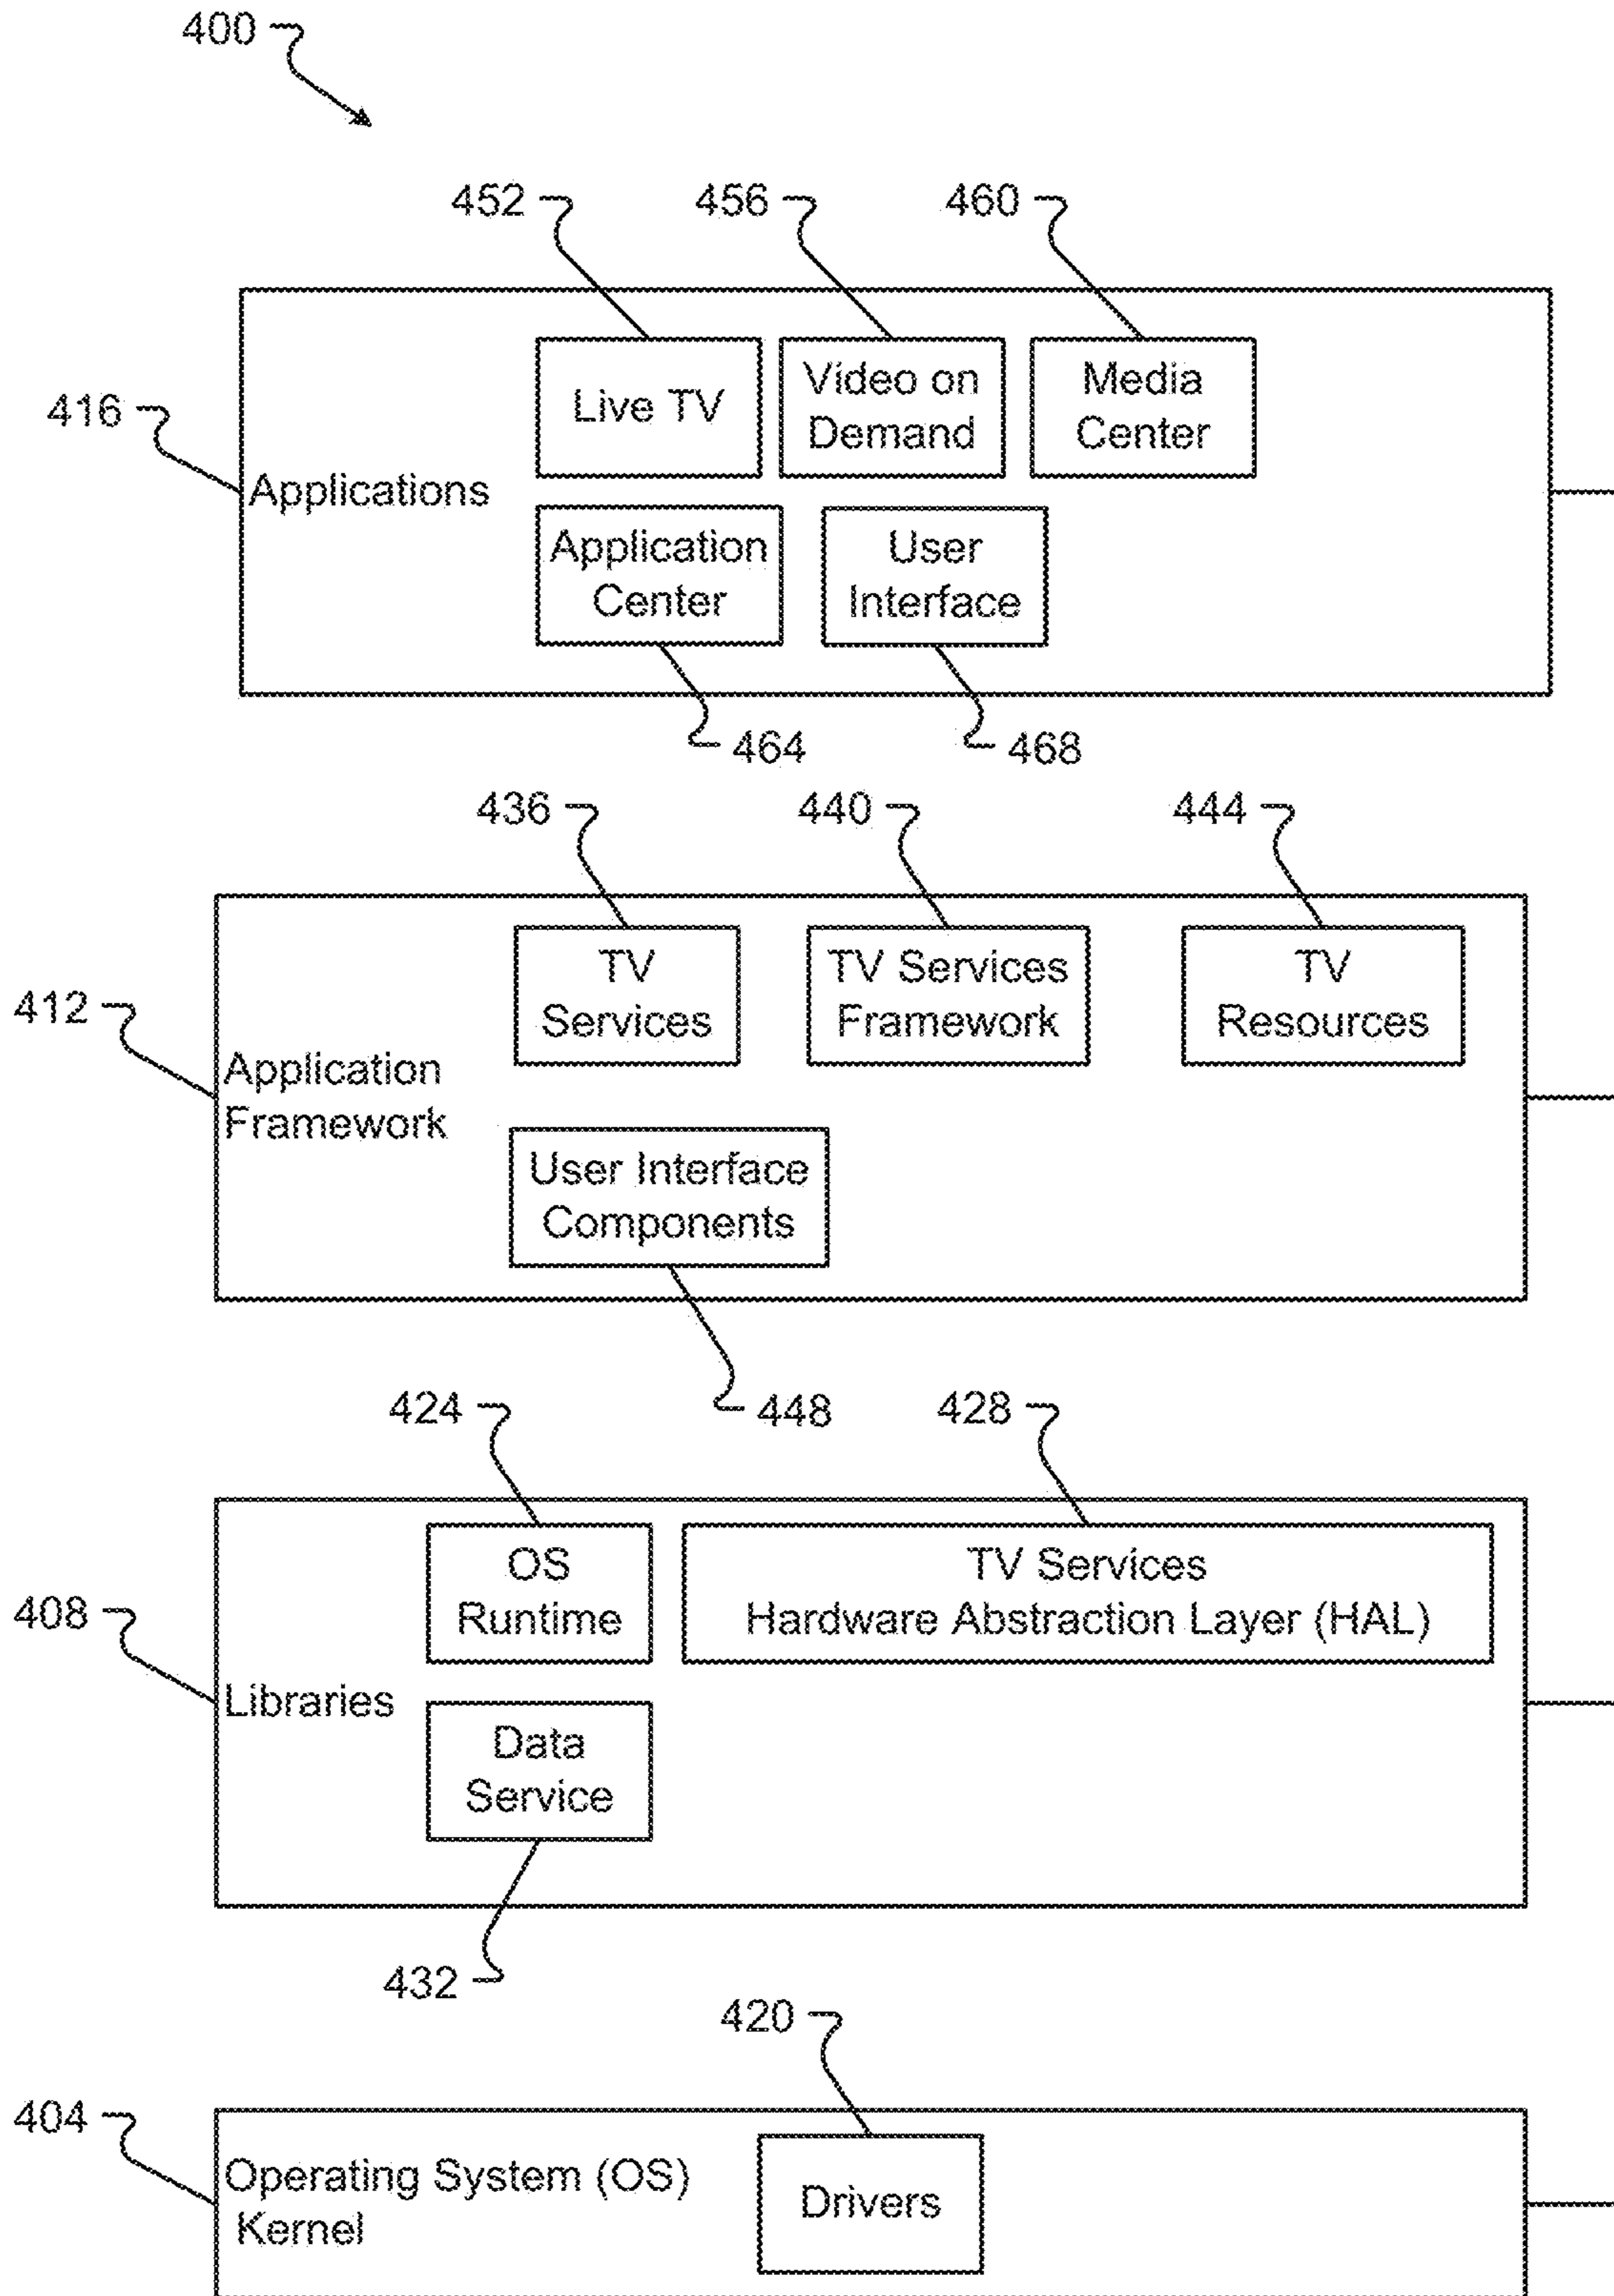 400
452 456 460
Live TV
Video on
Demand
Media
Center
416
Applications
Application
Center
User
Interface
464 468
436 440 444
TV
Services
TV Services
Framework
TV
Resources
412
Application
Framework
User Interface
Components
448
424 428
OS
Runtime
TV Services
Hardware Abstraction Layer (HAL)
408
Libraries
Data
Service
432
420
404
Operating System (OS)
Kernel
Drivers